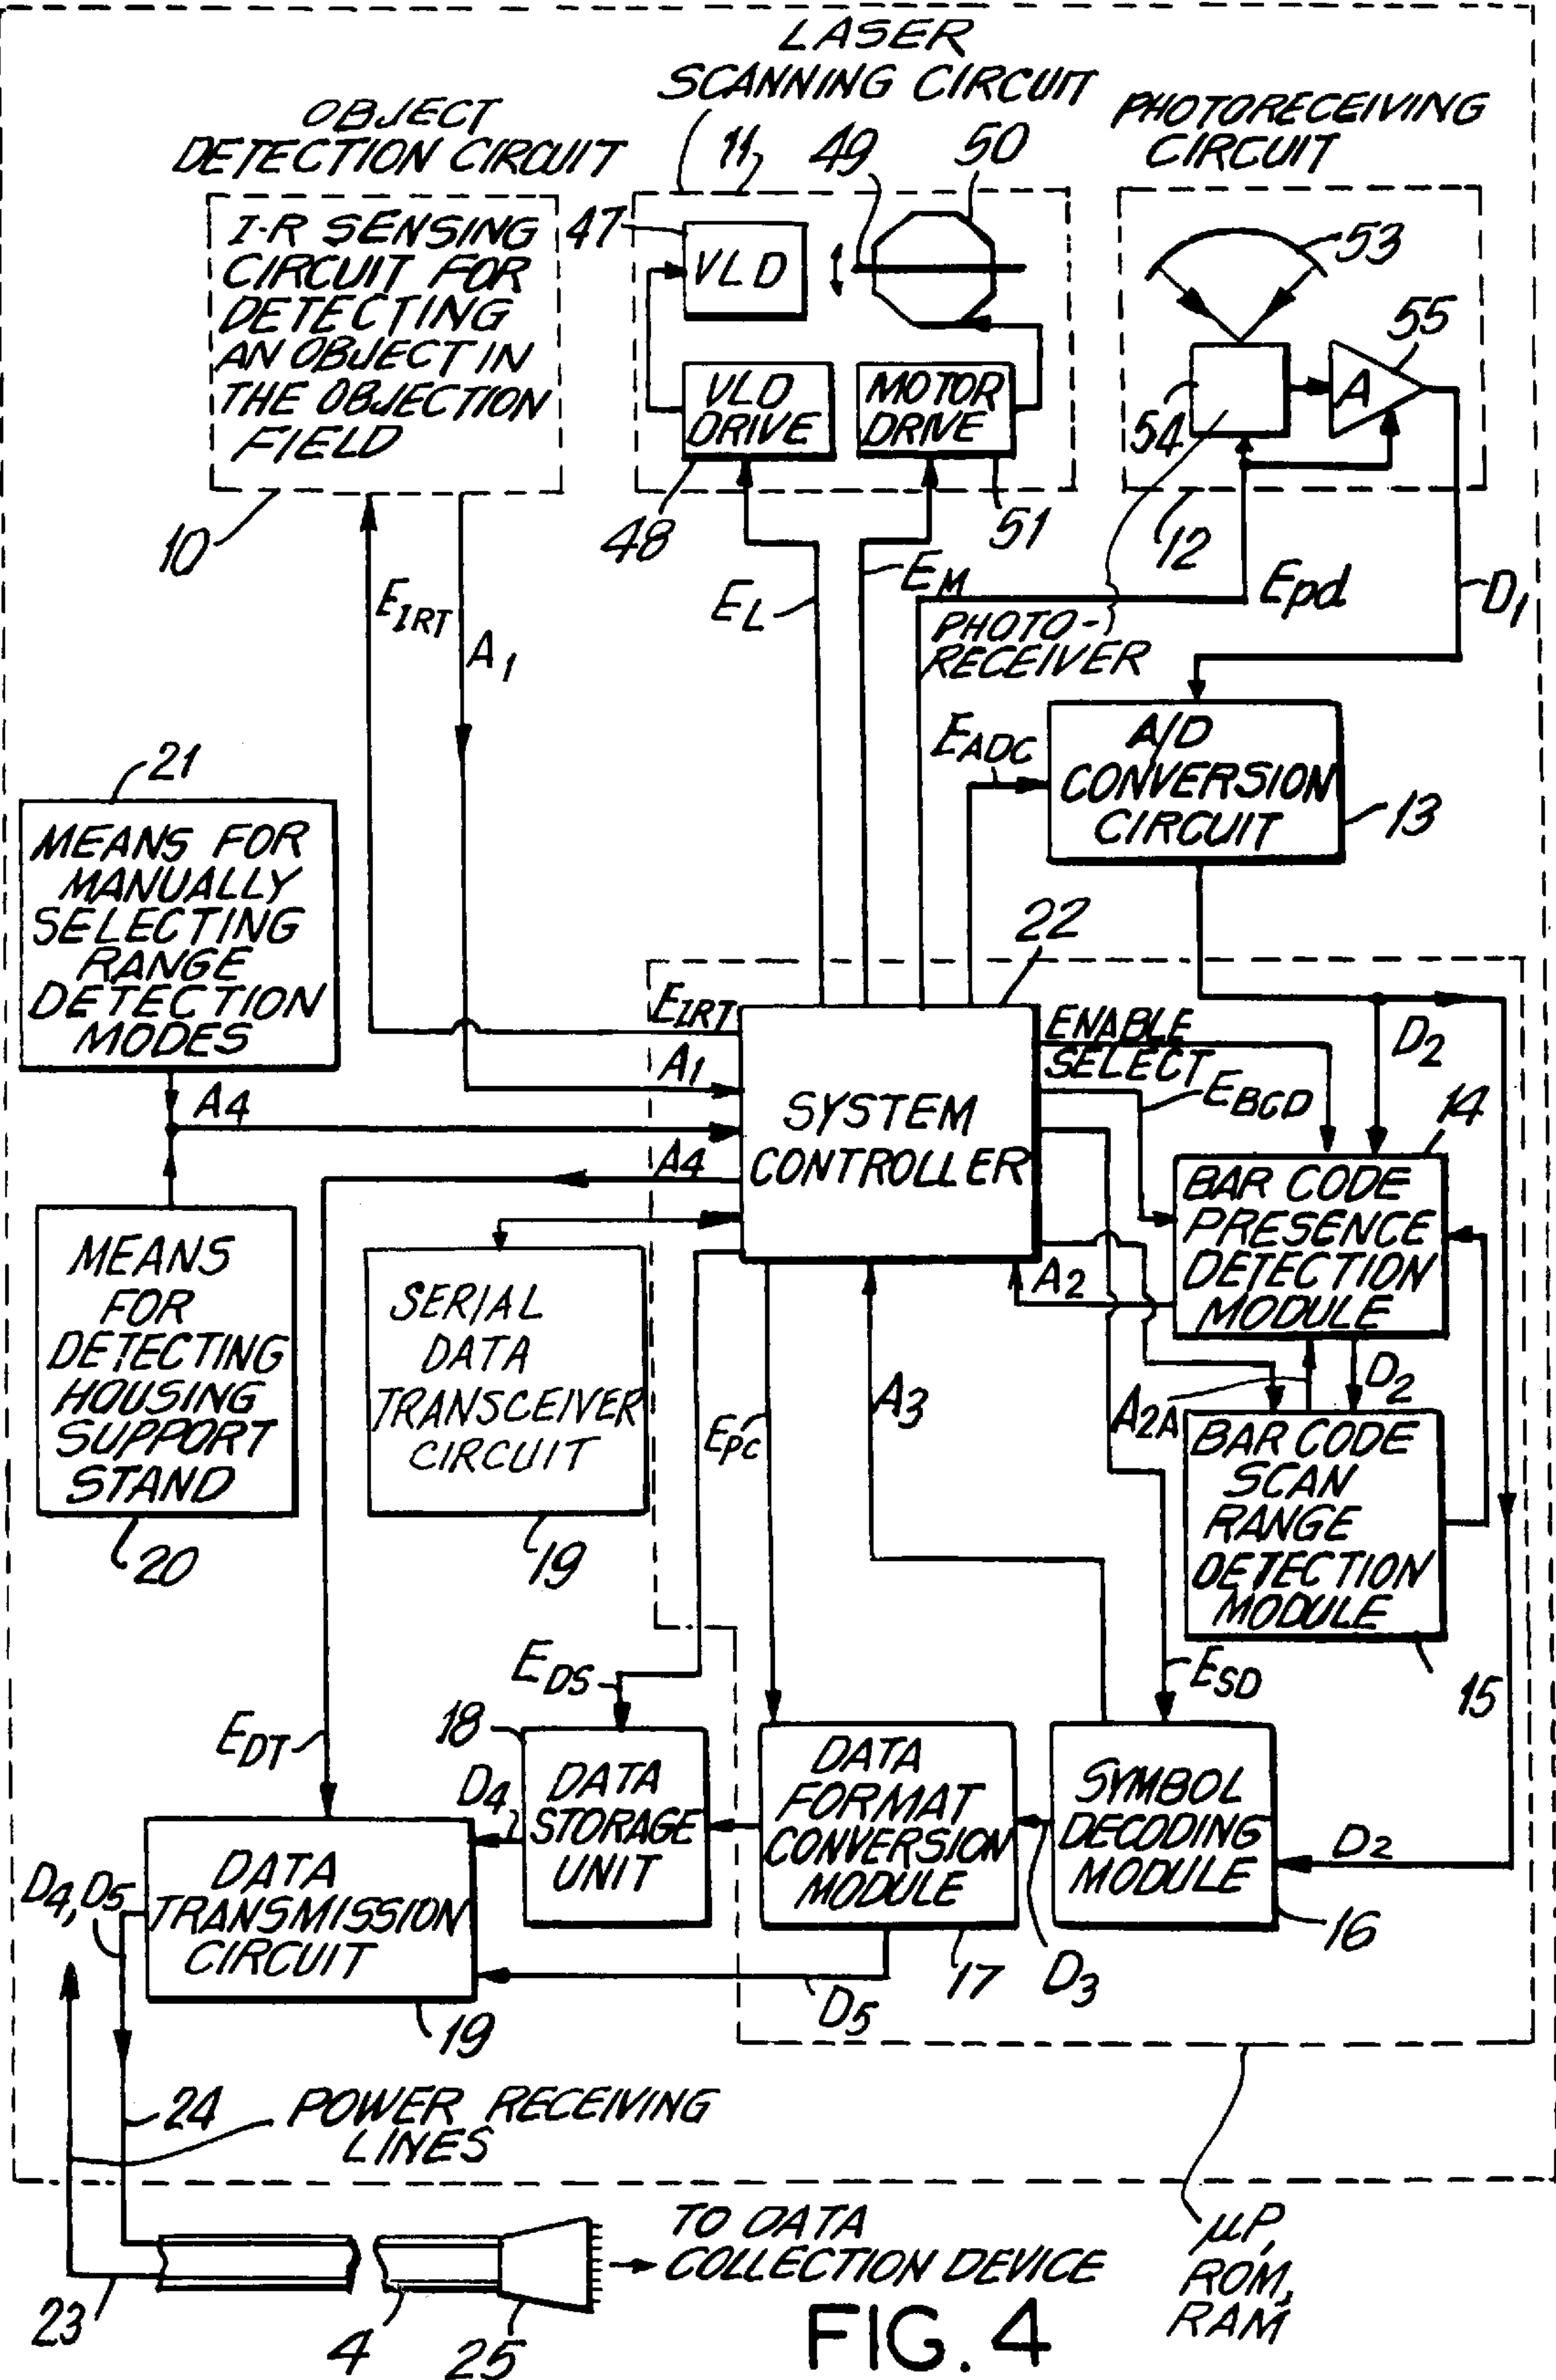 LASER
SCANNING CIRCUIT
OBJECT
DETECTION CIRCUIT
PHOTORECEIVING
CIRCUIT
11
49
50
I-R SENSING
CIRCUIT FOR
DETECTING
AN OBJECT IN
THE OBJECTION
FIELD
10
47
VLD
VLD
DRIVE
48
MOTOR
DRIVE
51
53
54
55
A
12
EIRT
A1
EL
EM
Epd
D1
PHOTO-
RECEIVER
EADC
A/D
CONVERSION
CIRCUIT
13
21
MEANS FOR
MANUALLY
SELECTING
RANGE
DETECTION
MODES
A4
22
EIRT
A1
A4
SYSTEM
CONTROLLER
ENABLE
SELECT
EBCD
D2
14
BAR CODE
PRESENCE
DETECTION
MODULE
A2
MEANS
FOR
DETECTING
HOUSING
SUPPORT
STAND
20
SERIAL
DATA
TRANSCEIVER
CIRCUIT
19
EPC
A3
A2A
D2
BAR CODE
SCAN
RANGE
DETECTION
MODULE
15
EDS
ESD
EDT
18
D4
DATA
STORAGE
UNIT
DATA
FORMAT
CONVERSION
MODULE
17
SYMBOL
DECODING
MODULE
16
D2
D3
D4, D5
DATA
TRANSMISSION
CIRCUIT
19
D5
24
POWER RECEIVING
LINES
23
4
25
TO DATA
COLLECTION DEVICE
µP,
ROM,
RAM
FIG. 4